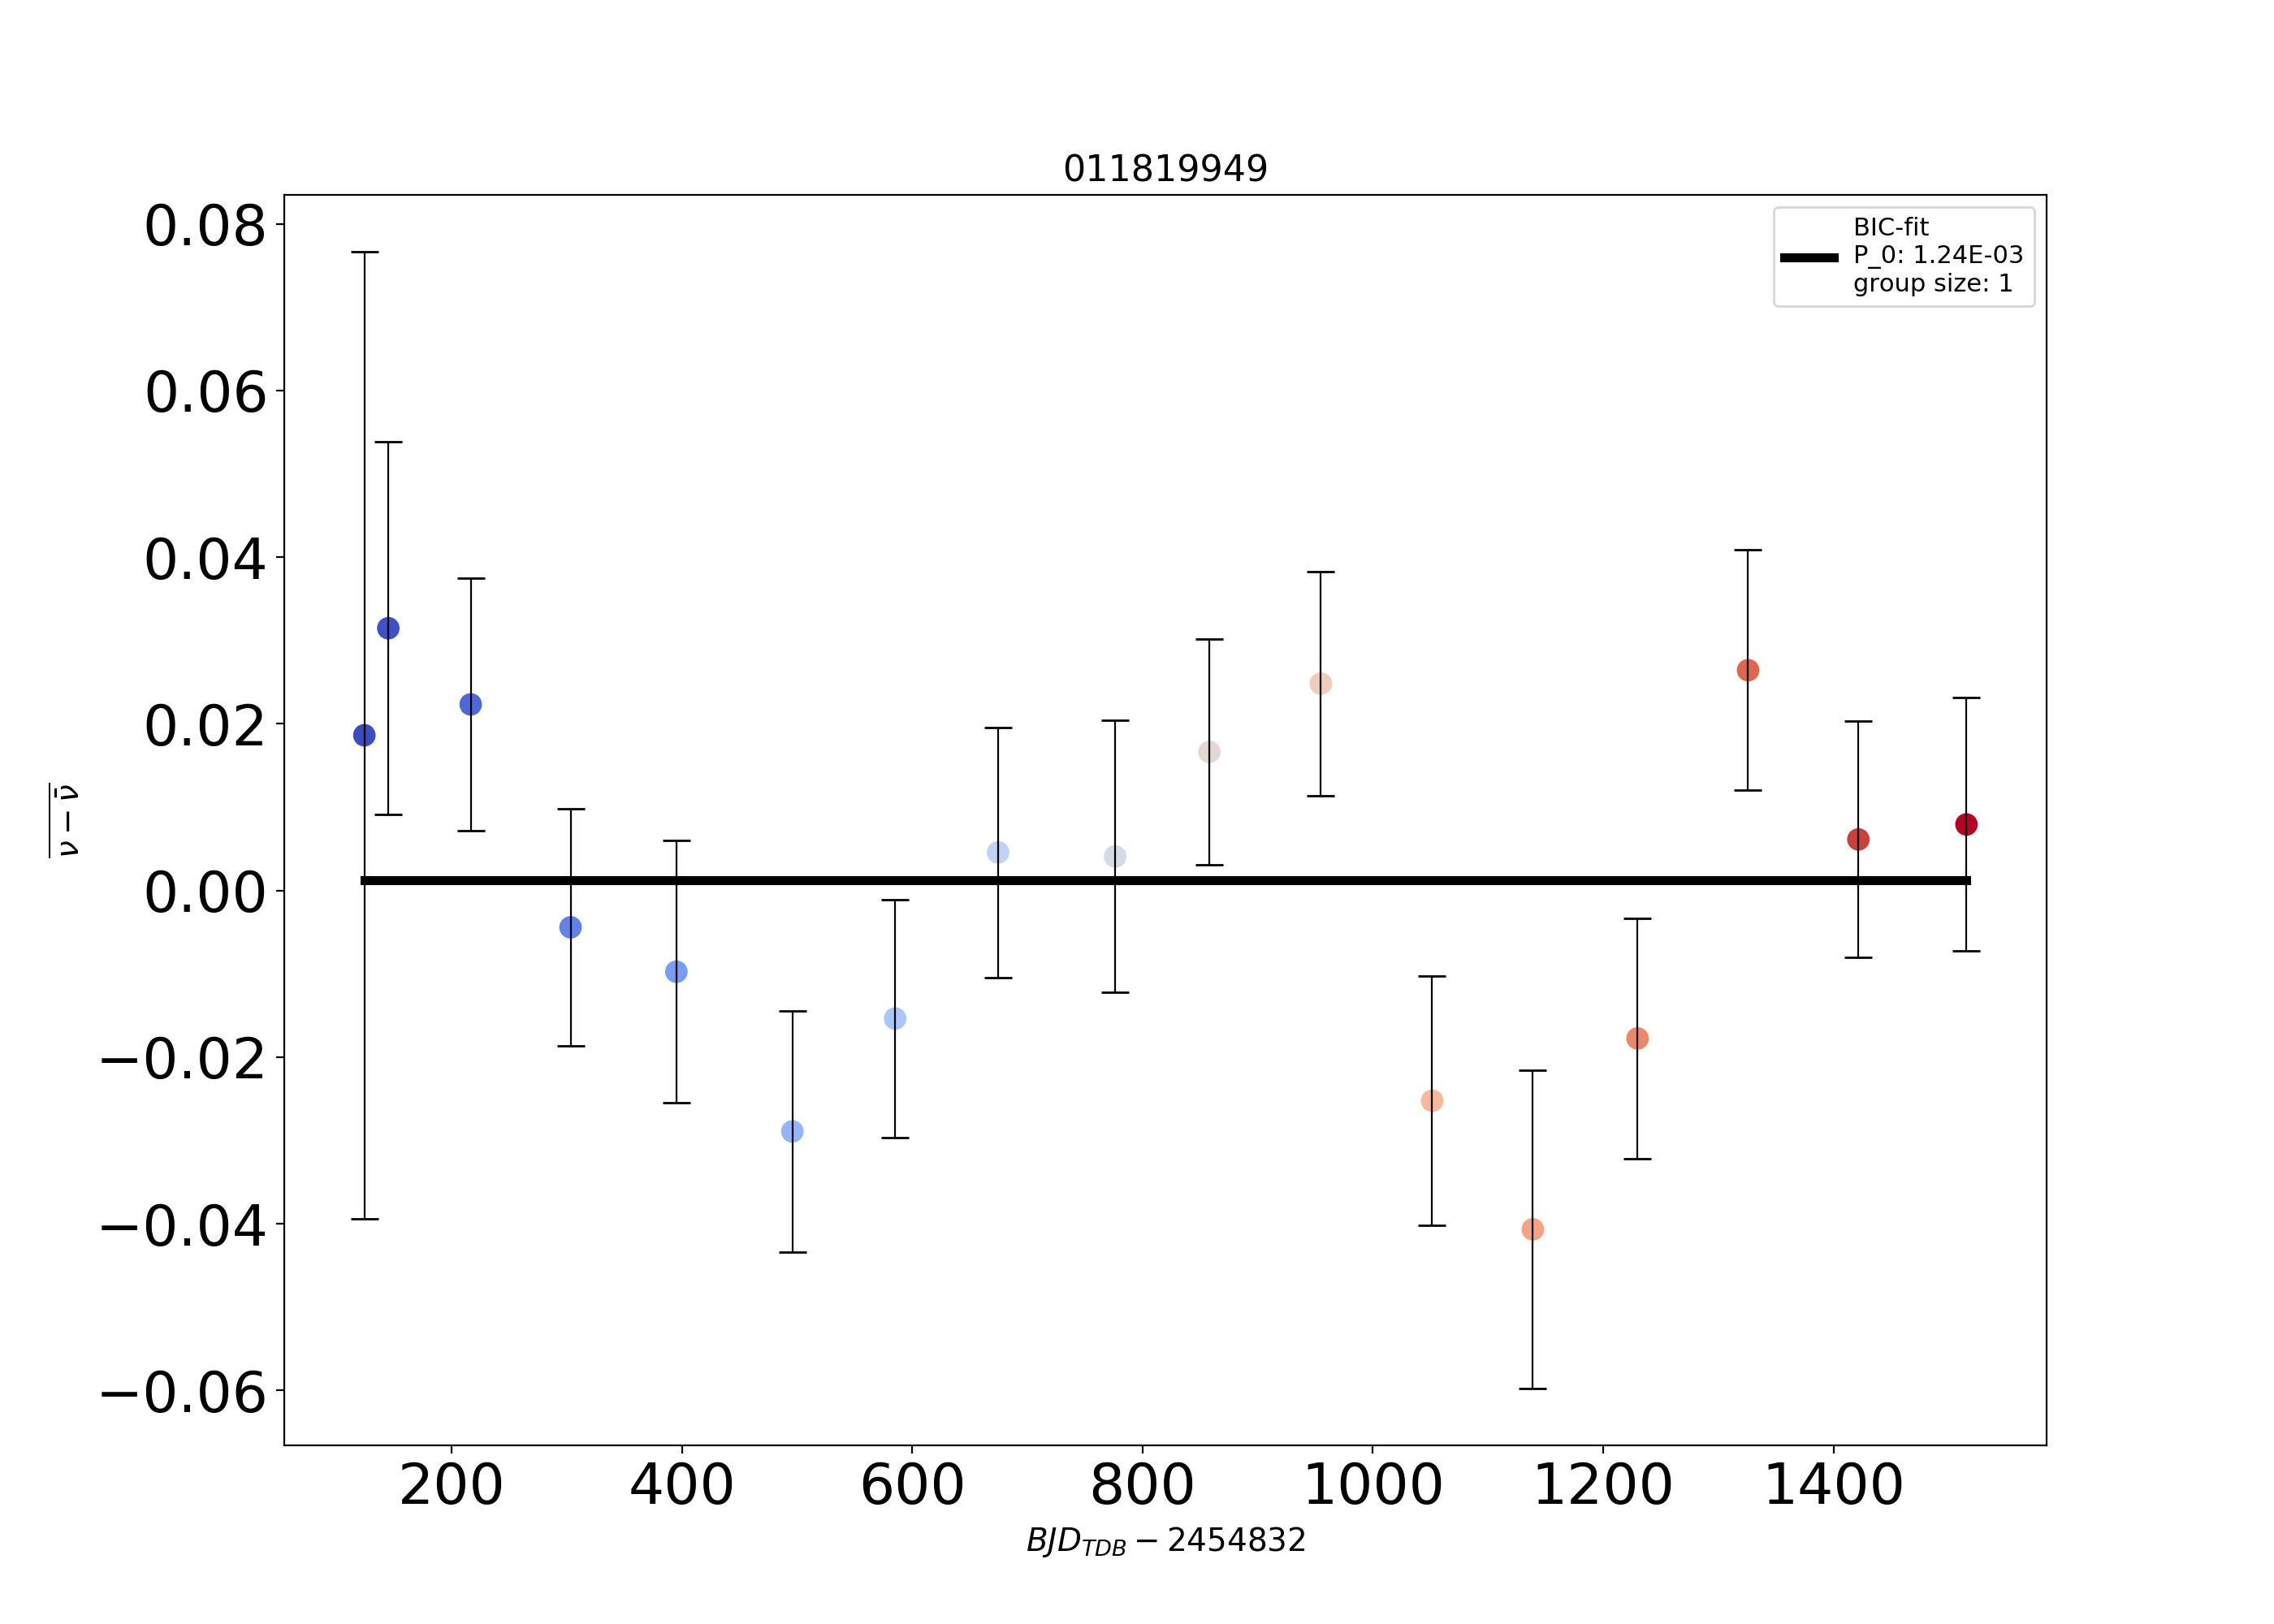 011819949
BIC-fit
P_0: 1.24E-03
group size: 1
0.08
0.06
0.04
0.02
0.00
−0.02
−0.04
−0.06
ν − ν̄
200 400 600 800 1000 1200 1400
BJD_TDB − 2454832